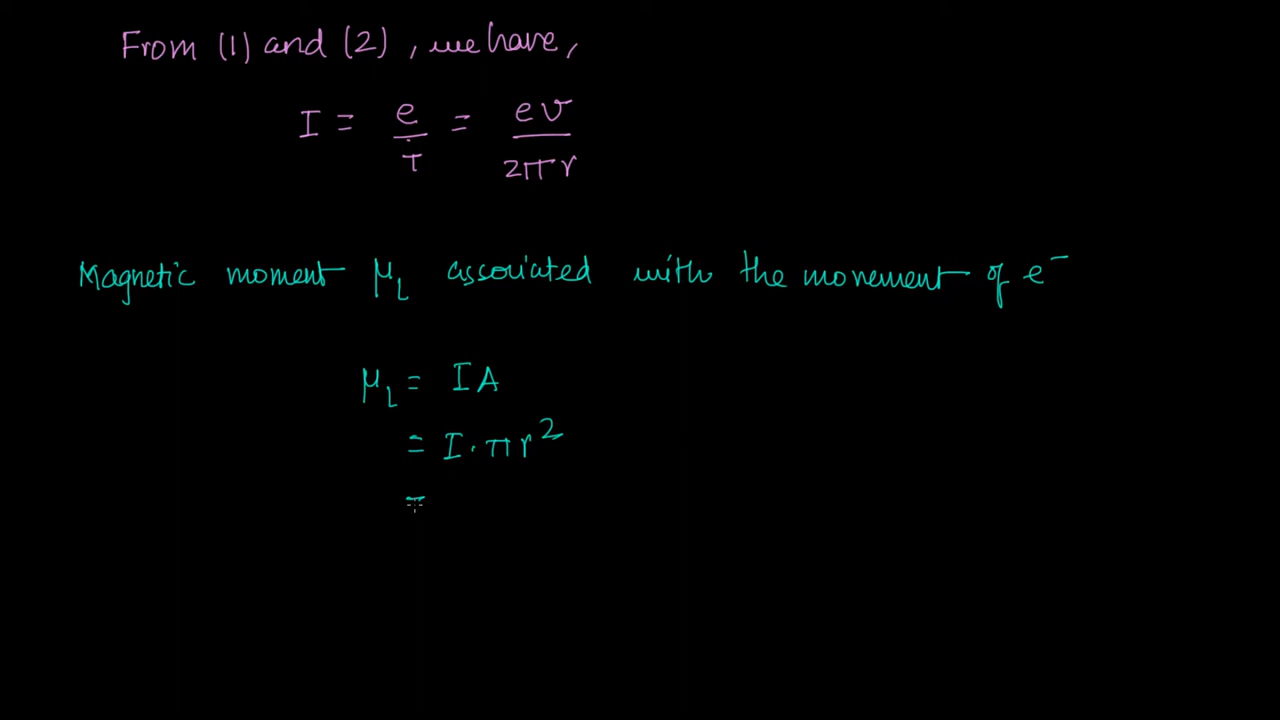 From (1) and (2), we have,
I = e/T = ev/2πr
Magnetic moment μL associated with the movement of e⁻
μL = IA
= I · πr²
=